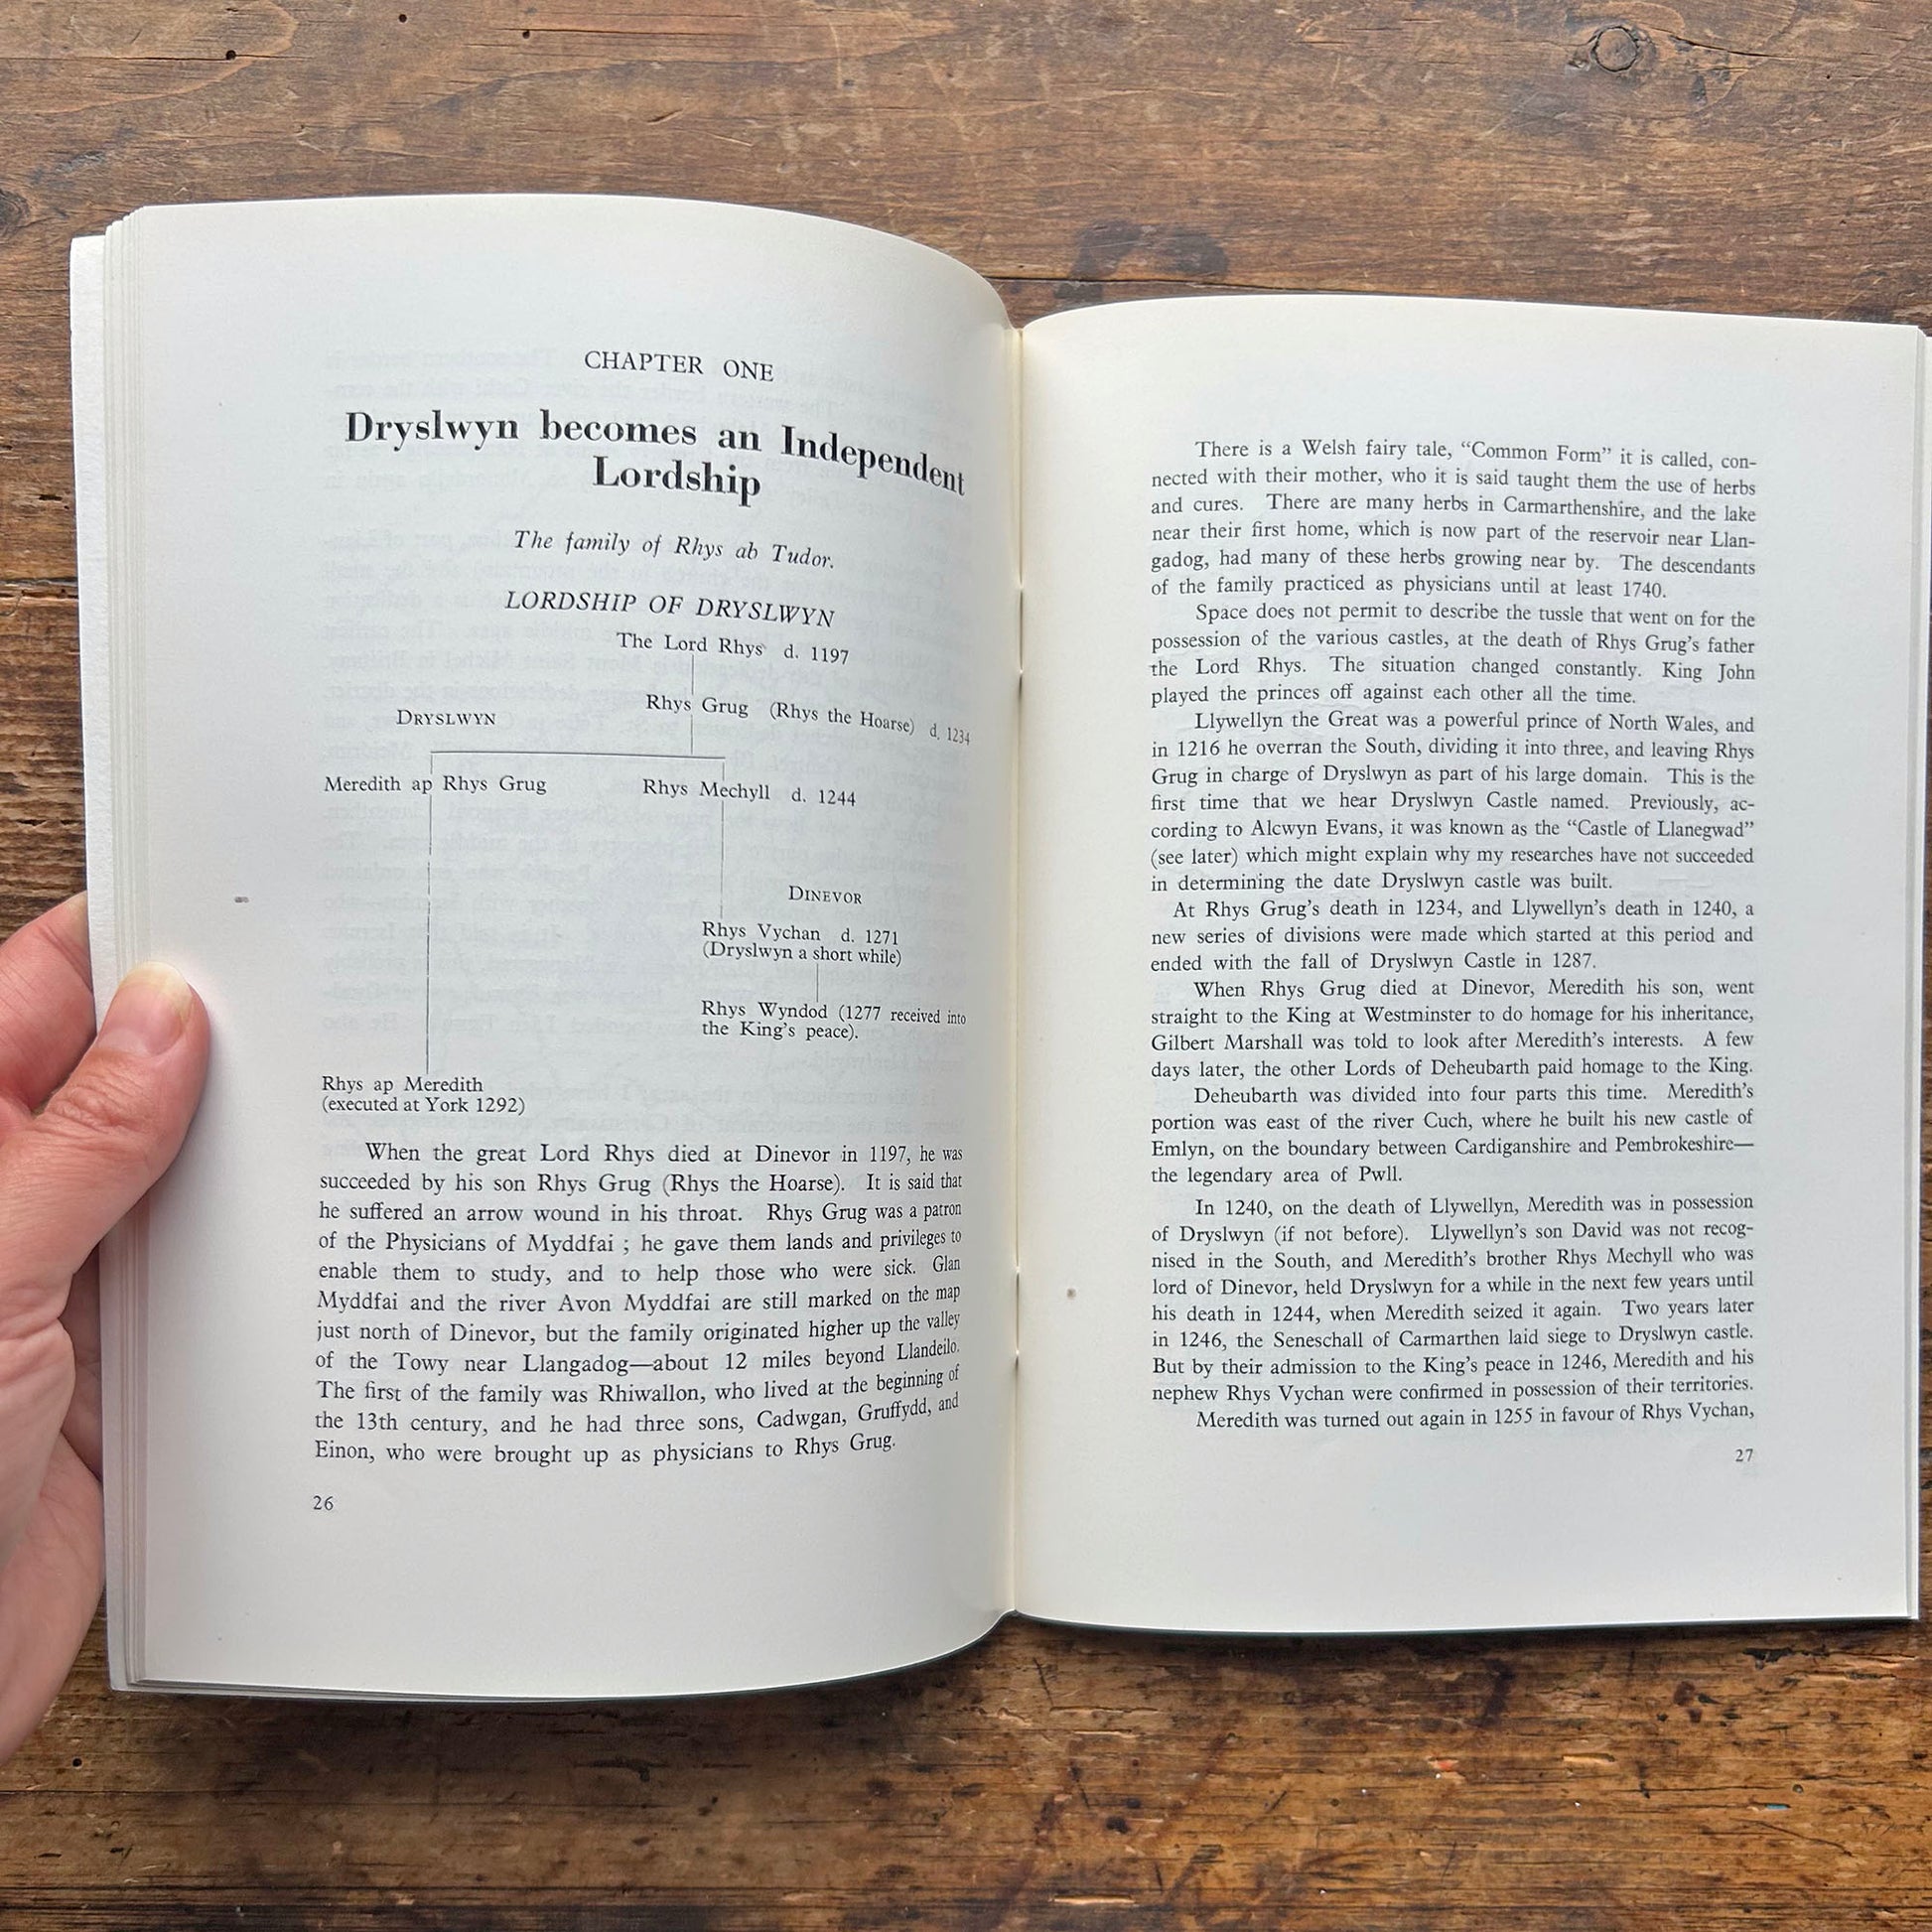 CHAPTER ONE
Dryslwyn becomes an Independent
Lordship
The family of Rhys ab Tudor.
LORDSHIP OF DRYSLWYN
The Lord Rhys d. 1197
Rhys Grug (Rhys the Hoarse) d. 1234
DRYSLWYN
Meredith ap Rhys Grug
Rhys Mechyll d. 1244
DINEVOR
Rhys Vychan d. 1271
(Dryslwyn a short while)
Rhys Wyndod (1277 received into
the King's peace).
Rhys ap Meredith
(executed at York 1292)
When the great Lord Rhys died at Dinevor in 1197, he was
succeeded by his son Rhys Grug (Rhys the Hoarse). It is said that
he suffered an arrow wound in his throat. Rhys Grug was a patron
of the Physicians of Myddfai ; he gave them lands and privileges to
enable them to study, and to help those who were sick. Glan
Myddfai and the river Avon Myddfai are still marked on the map
just north of Dinevor, but the family originated higher up the valley
of the Towy near Llangadog—about 12 miles beyond Llandeilo.
The first of the family was Rhiwallon, who lived at the beginning of
the 13th century, and he had three sons, Cadwgan, Gruffydd, and
Einon, who were brought up as physicians to Rhys Grug.
26
There is a Welsh fairy tale, "Common Form" it is called, con-
nected with their mother, who it is said taught them the use of herbs
and cures. There are many herbs in Carmarthenshire, and the lake
near their first home, which is now part of the reservoir near Llan-
gadog, had many of these herbs growing near by. The descendants
of the family practiced as physicians until at least 1740.
Space does not permit to describe the tussle that went on for the
possession of the various castles, at the death of Rhys Grug's father
the Lord Rhys. The situation changed constantly. King John
played the princes off against each other all the time.
Llywellyn the Great was a powerful prince of North Wales, and
in 1216 he overran the South, dividing it into three, and leaving Rhys
Grug in charge of Dryslwyn as part of his large domain. This is the
first time that we hear Dryslwyn Castle named. Previously, ac-
cording to Alcwyn Evans, it was known as the "Castle of Llanegwad"
(see later) which might explain why my researches have not succeeded
in determining the date Dryslwyn castle was built.
At Rhys Grug's death in 1234, and Llywellyn's death in 1240, a
new series of divisions were made which started at this period and
ended with the fall of Dryslwyn Castle in 1287.
When Rhys Grug died at Dinevor, Meredith his son, went
straight to the King at Westminster to do homage for his inheritance,
Gilbert Marshall was told to look after Meredith's interests. A few
days later, the other Lords of Deheubarth paid homage to the King.
Deheubarth was divided into four parts this time. Meredith's
portion was east of the river Cuch, where he built his new castle of
Emlyn, on the boundary between Cardiganshire and Pembrokeshire—
the legendary area of Pwll.
In 1240, on the death of Llywellyn, Meredith was in possession
of Dryslwyn (if not before). Llywellyn's son David was not recog-
nised in the South, and Meredith's brother Rhys Mechyll who was
lord of Dinevor, held Dryslwyn for a while in the next few years until
his death in 1244, when Meredith seized it again. Two years later
in 1246, the Seneschall of Carmarthen laid siege to Dryslwyn castle.
But by their admission to the King's peace in 1246, Meredith and his
nephew Rhys Vychan were confirmed in possession of their territories.
Meredith was turned out again in 1255 in favour of Rhys Vychan,
27